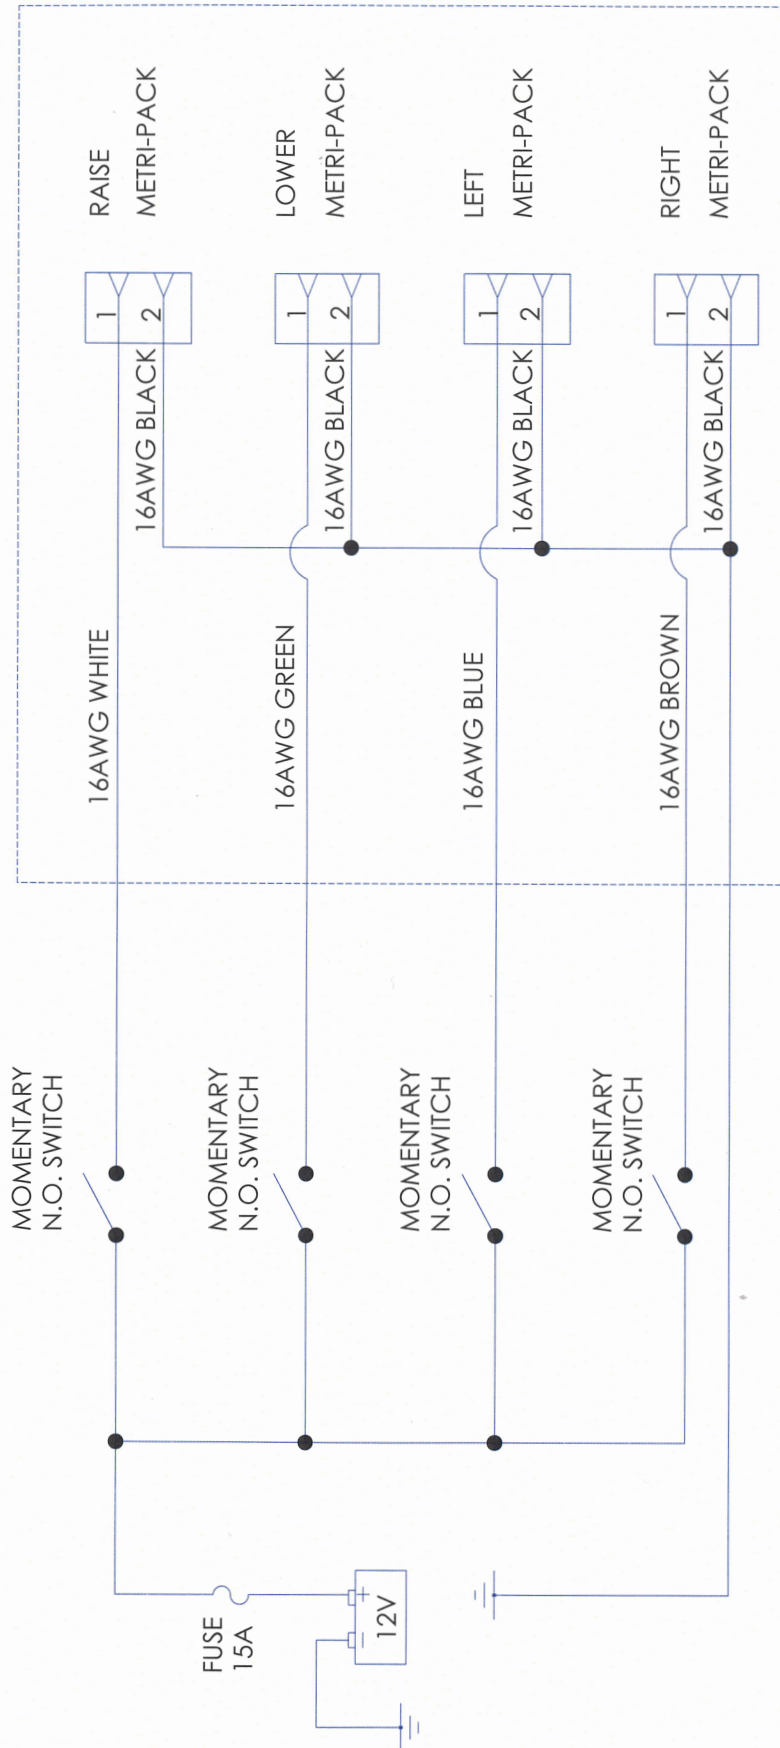 FUSE
15A
12V
MOMENTARY
N.O. SWITCH
MOMENTARY
N.O. SWITCH
MOMENTARY
N.O. SWITCH
MOMENTARY
N.O. SWITCH
16AWG WHITE
16AWG BLACK
1
2
RAISE
METRI-PACK
16AWG GREEN
16AWG BLACK
1
2
LOWER
METRI-PACK
16AWG BLUE
16AWG BLACK
1
2
LEFT
METRI-PACK
16AWG BROWN
16AWG BLACK
1
2
RIGHT
METRI-PACK